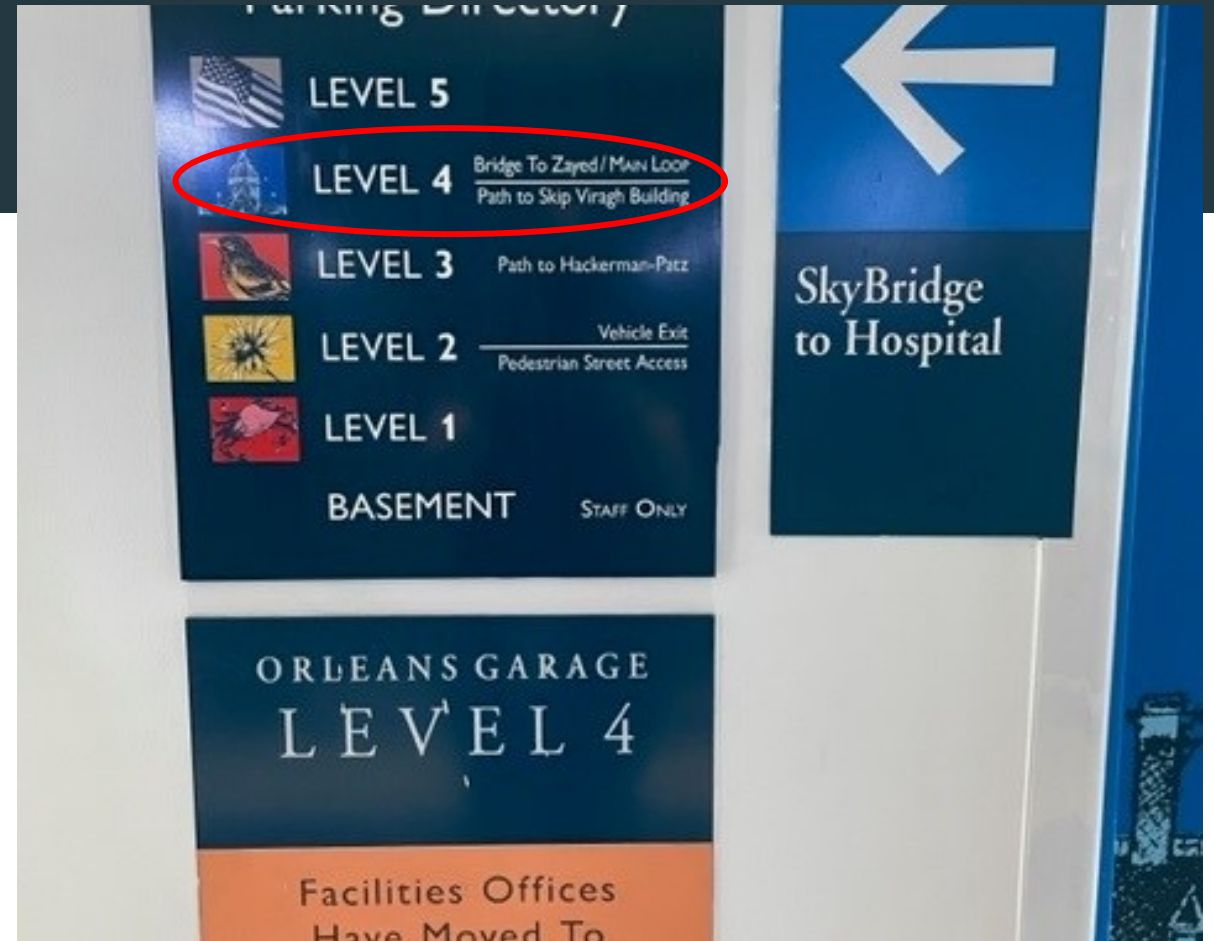 Parking Directory
LEVEL 5
LEVEL 4 Bridge To Zayed/MAIN LOOP
Path to Skip Viragh Building
LEVEL 3 Path to Hackerman-Patz
LEVEL 2 Vehicle Exit
Pedestrian Street Access
LEVEL 1
BASEMENT STAFF ONLY
SkyBridge
to Hospital
ORLEANS GARAGE
LEVEL 4
Facilities Offices
Have Moved To